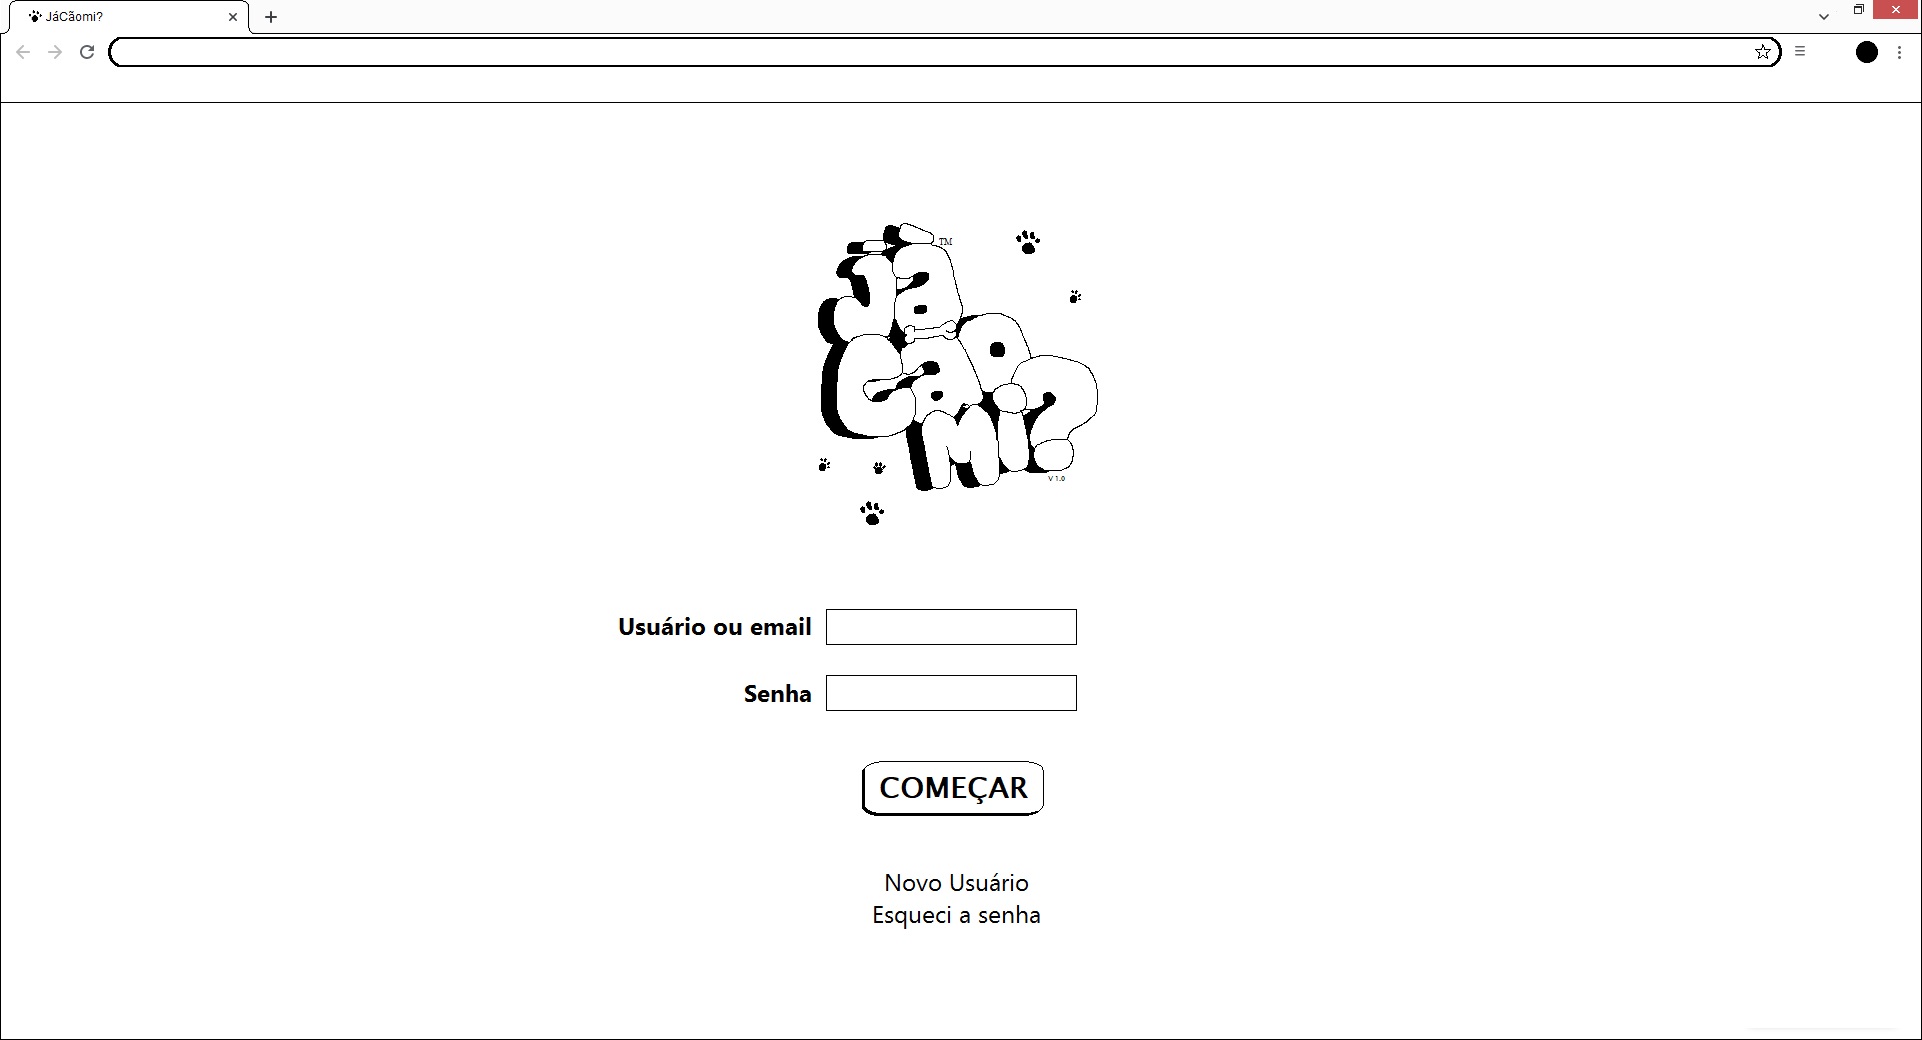 JáCãomi?
Já
TM
Cão
Mi?
V 1.0
Usuário ou email
Senha
COMEÇAR
Novo Usuário
Esqueci a senha